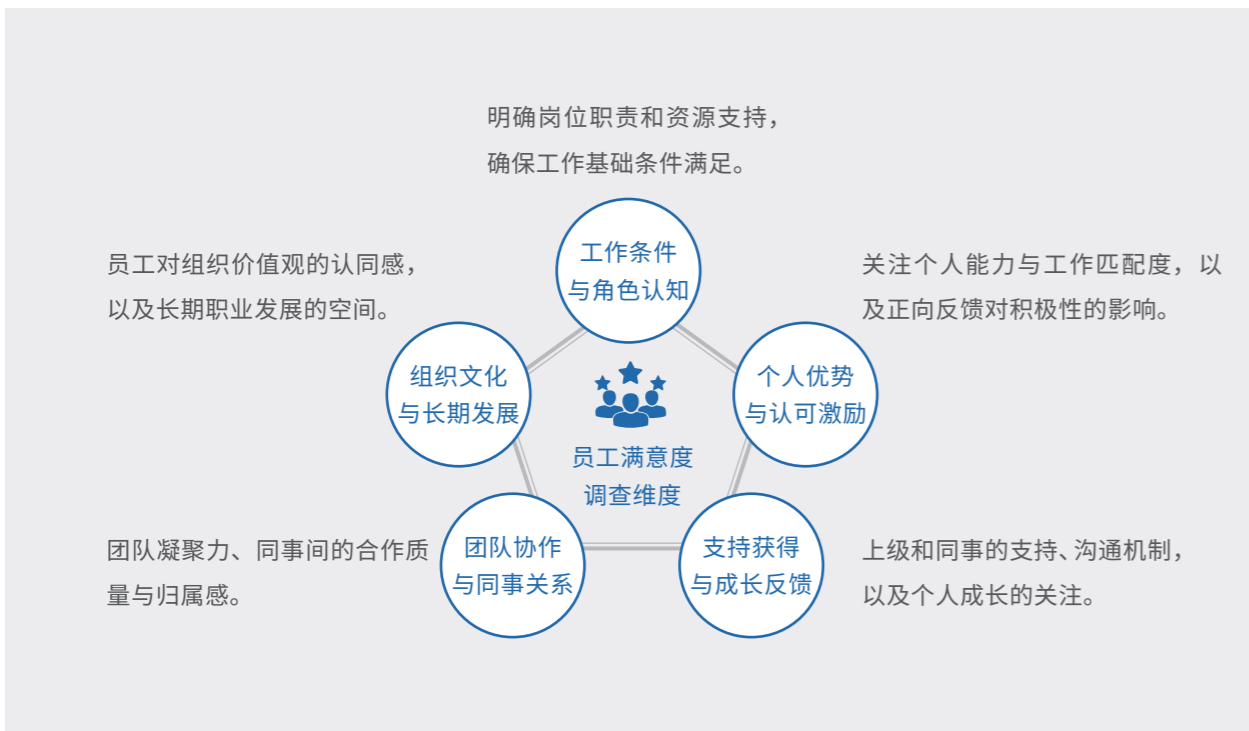 明确岗位职责和资源支持，
确保工作基础条件满足。
工作条件
与角色认知
员工对组织价值观的认同感，
以及长期职业发展的空间。
关注个人能力与工作匹配度，以
及正向反馈对积极性的影响。
组织文化
与长期发展
个人优势
与认可激励
员工满意度
调查维度
团队凝聚力、同事间的合作质
量与归属感。
团队协作
与同事关系
支持获得
与成长反馈
上级和同事的支持、沟通机制，
以及个人成长的关注。